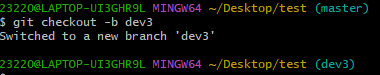 23220@LAPTOP-UI3GHR9L MINGW64 ~/Desktop/test (master)
$ git checkout -b dev3
Switched to a new branch 'dev3'
23220@LAPTOP-UI3GHR9L MINGW64 ~/Desktop/test (dev3)